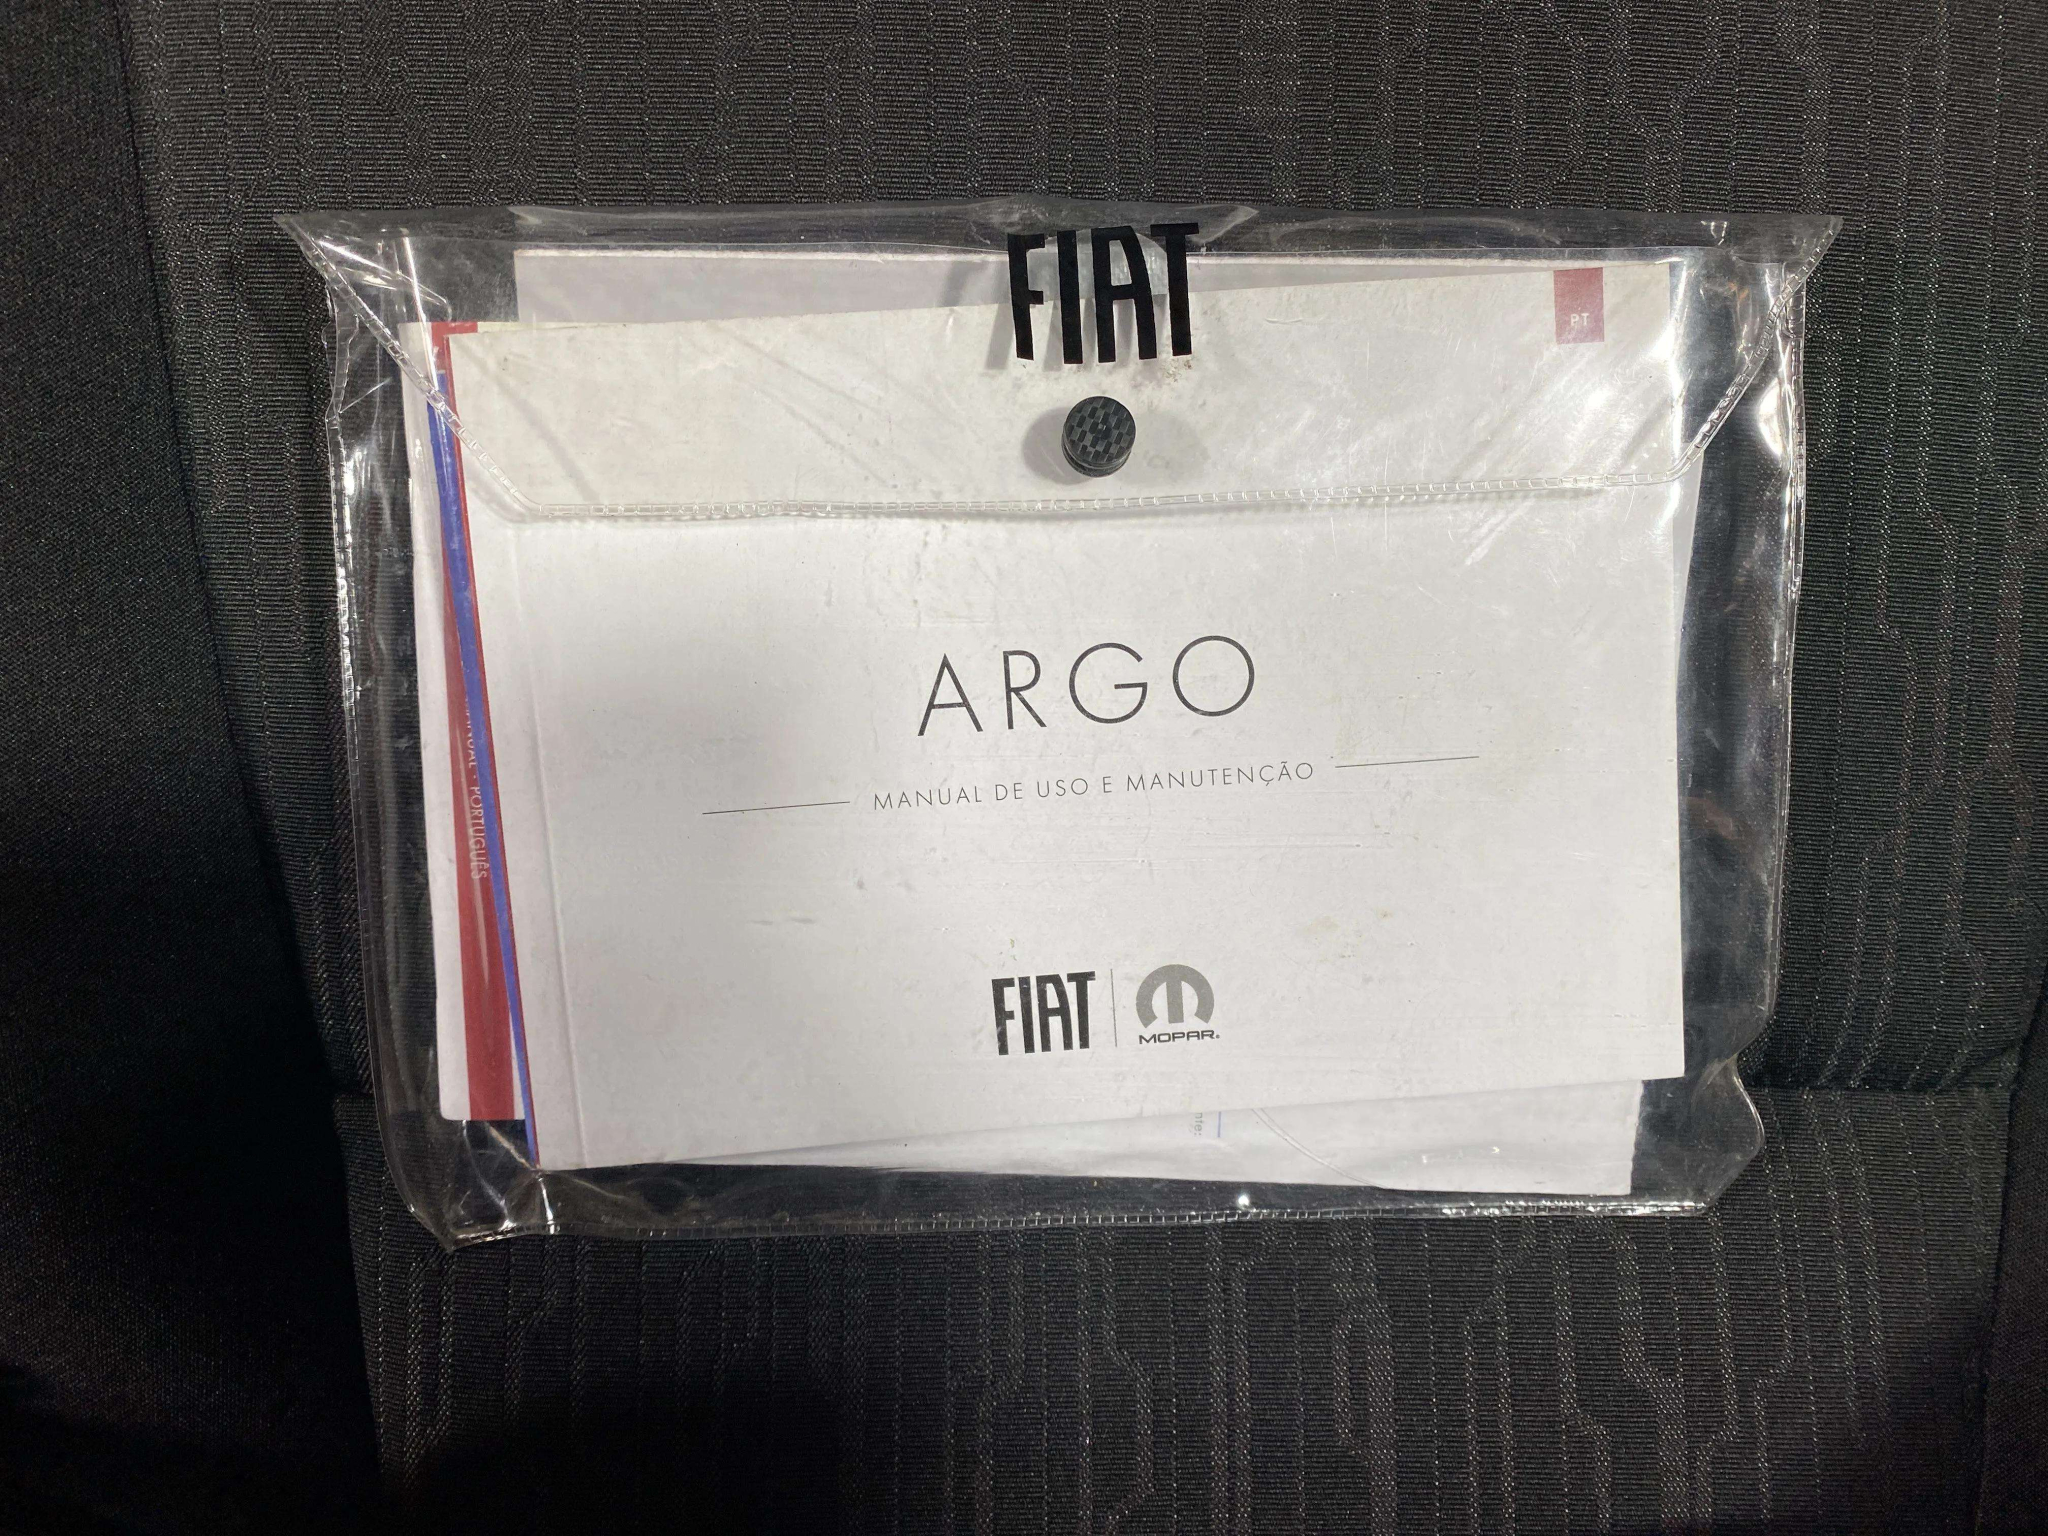 FIAT
PT
ARGO
MANUAL DE USO E MANUTENÇÃO
FIAT
MOPAR.
PORTUGUÊS